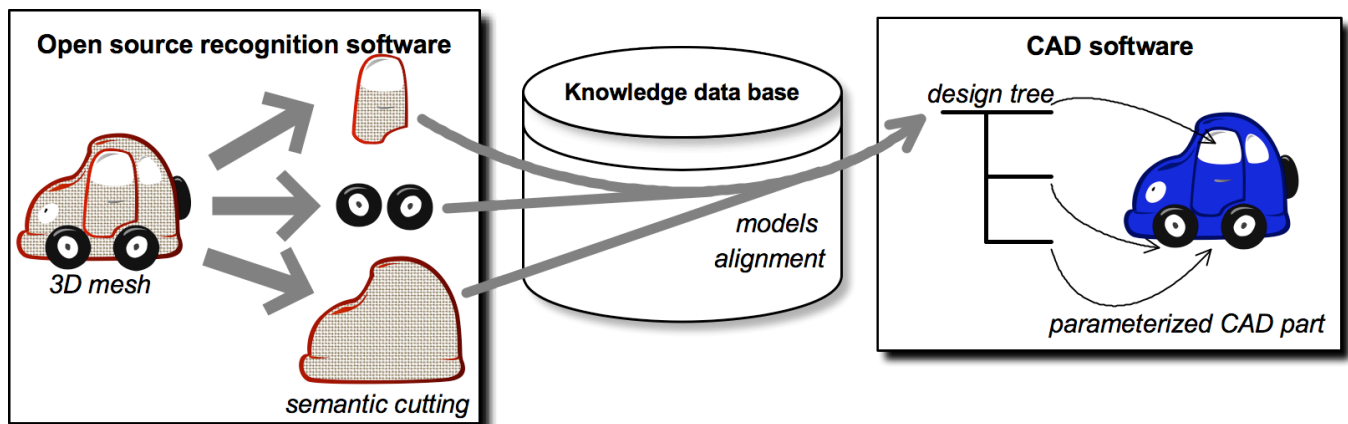 Open source recognition software
3D mesh
semantic cutting
Knowledge data base
models
alignment
CAD software
design tree
parameterized CAD part